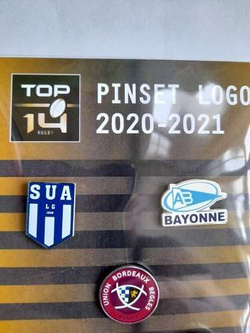 TOP
14
RUGBY
PINSET LOGO
2020-2021
SUA
LG
AB
BAYONNE
UNION BORDEAUX BÈGLES